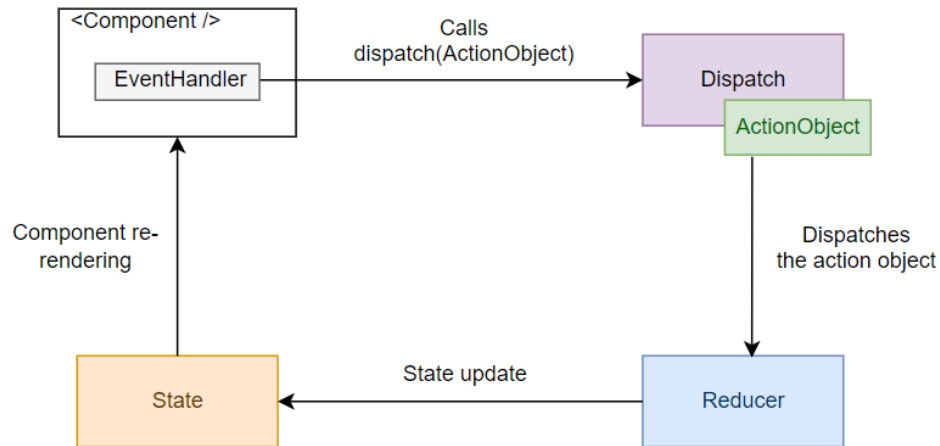 <Component />
EventHandler
Calls
dispatch(ActionObject)
Dispatch
ActionObject
Component re-
rendering
Dispatches
the action object
State
State update
Reducer